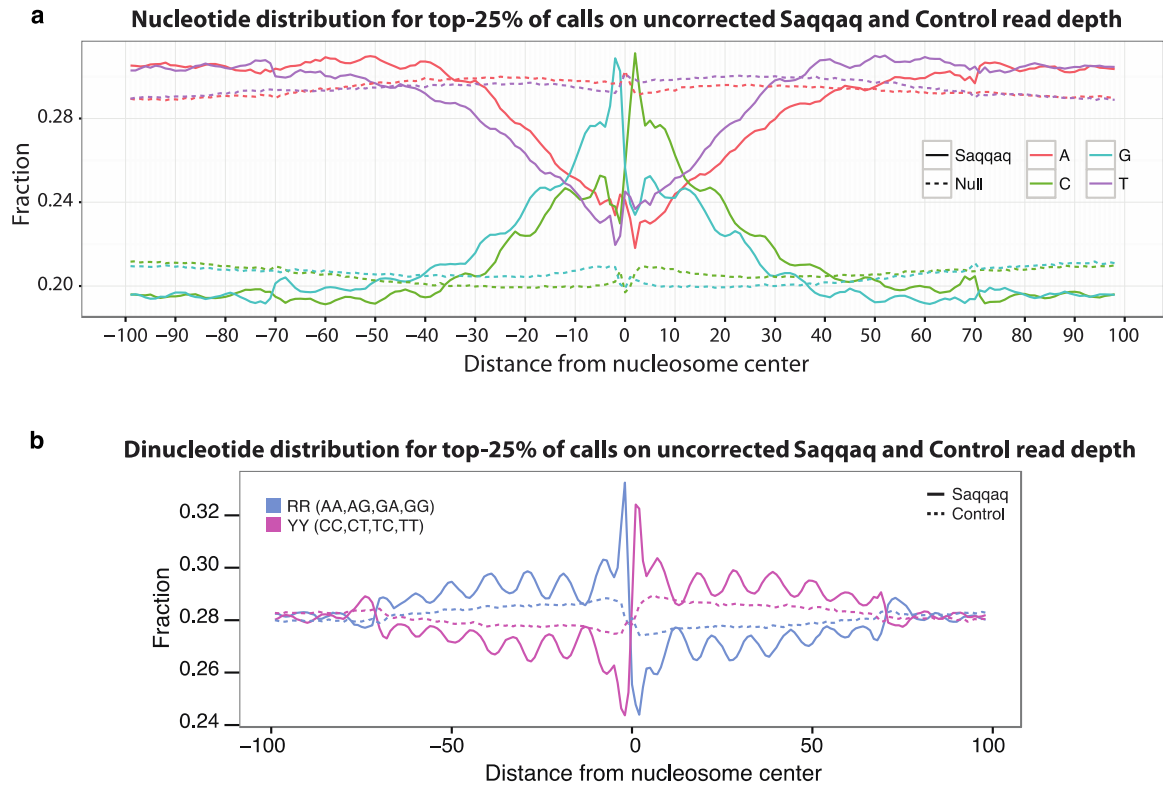 a
Nucleotide distribution for top-25% of calls on uncorrected Saqqaq and Control read depth
Fraction
0.28
0.24
0.20
Saqqaq A G
Null C T
−100 −90 −80 −70 −60 −50 −40 −30 −20 −10 0 10 20 30 40 50 60 70 80 90 100
Distance from nucleosome center
b
Dinucleotide distribution for top-25% of calls on uncorrected Saqqaq and Control read depth
Fraction
0.32
0.30
0.28
0.26
0.24
RR (AA,AG,GA,GG)
YY (CC,CT,TC,TT)
Saqqaq
Control
−100 −50 0 50 100
Distance from nucleosome center